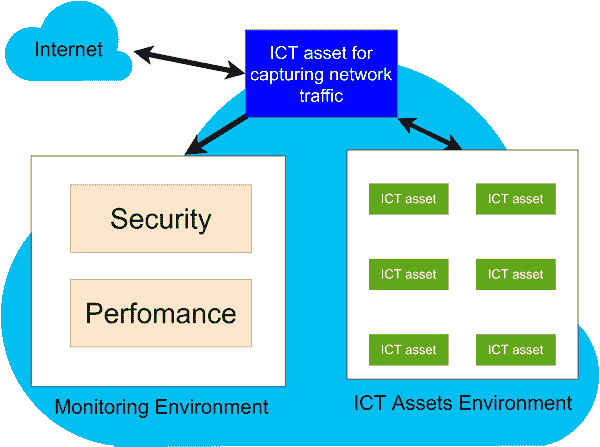 Internet
ICT asset for
capturing network
traffic
Security
Perfomance
Monitoring Environment
ICT asset ICT asset
ICT asset ICT asset
ICT asset ICT asset
ICT Assets Environment